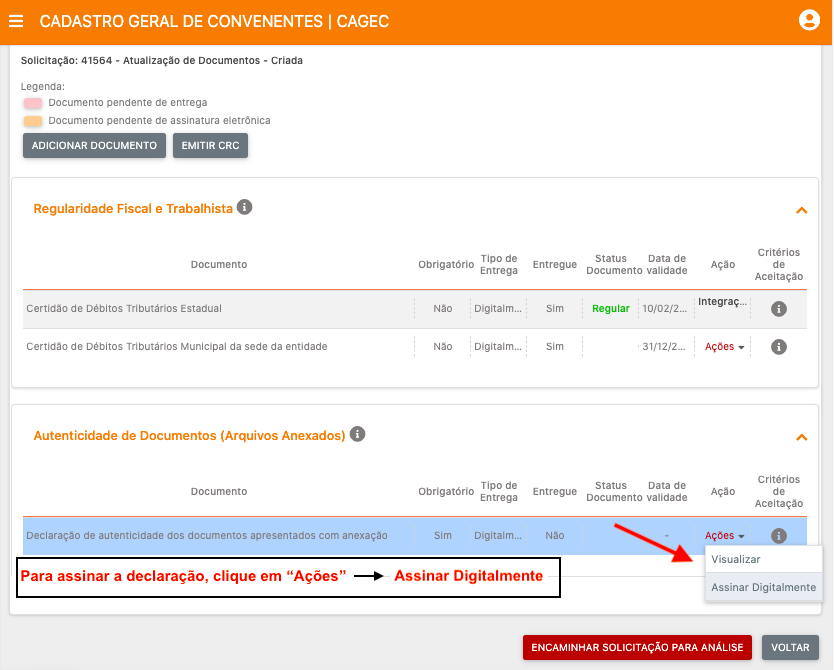 CADASTRO GERAL DE CONVENENTES | CAGEC
Solicitação: 41564 - Atualização de Documentos - Criada
Legenda:
Documento pendente de entrega
Documento pendente de assinatura eletrônica
ADICIONAR DOCUMENTO EMITIR CRC
Regularidade Fiscal e Trabalhista
Documento Obrigatório Tipo de Entrega Entregue Status Documento Data de validade Ação Critérios de Aceitação
Certidão de Débitos Tributários Estadual Não Digitalm... Sim Regular 10/02/2... Integraç...
Certidão de Débitos Tributários Municipal da sede da entidade Não Digitalm... Sim 31/12/2... Ações
Autenticidade de Documentos (Arquivos Anexados)
Documento Obrigatório Tipo de Entrega Entregue Status Documento Data de validade Ação Critérios de Aceitação
Declaração de autenticidade dos documentos apresentados com anexação Sim Digitalm... Não - Ações
Visualizar
Assinar Digitalmente
Para assinar a declaração, clique em “Ações” → Assinar Digitalmente
ENCAMINHAR SOLICITAÇÃO PARA ANÁLISE VOLTAR